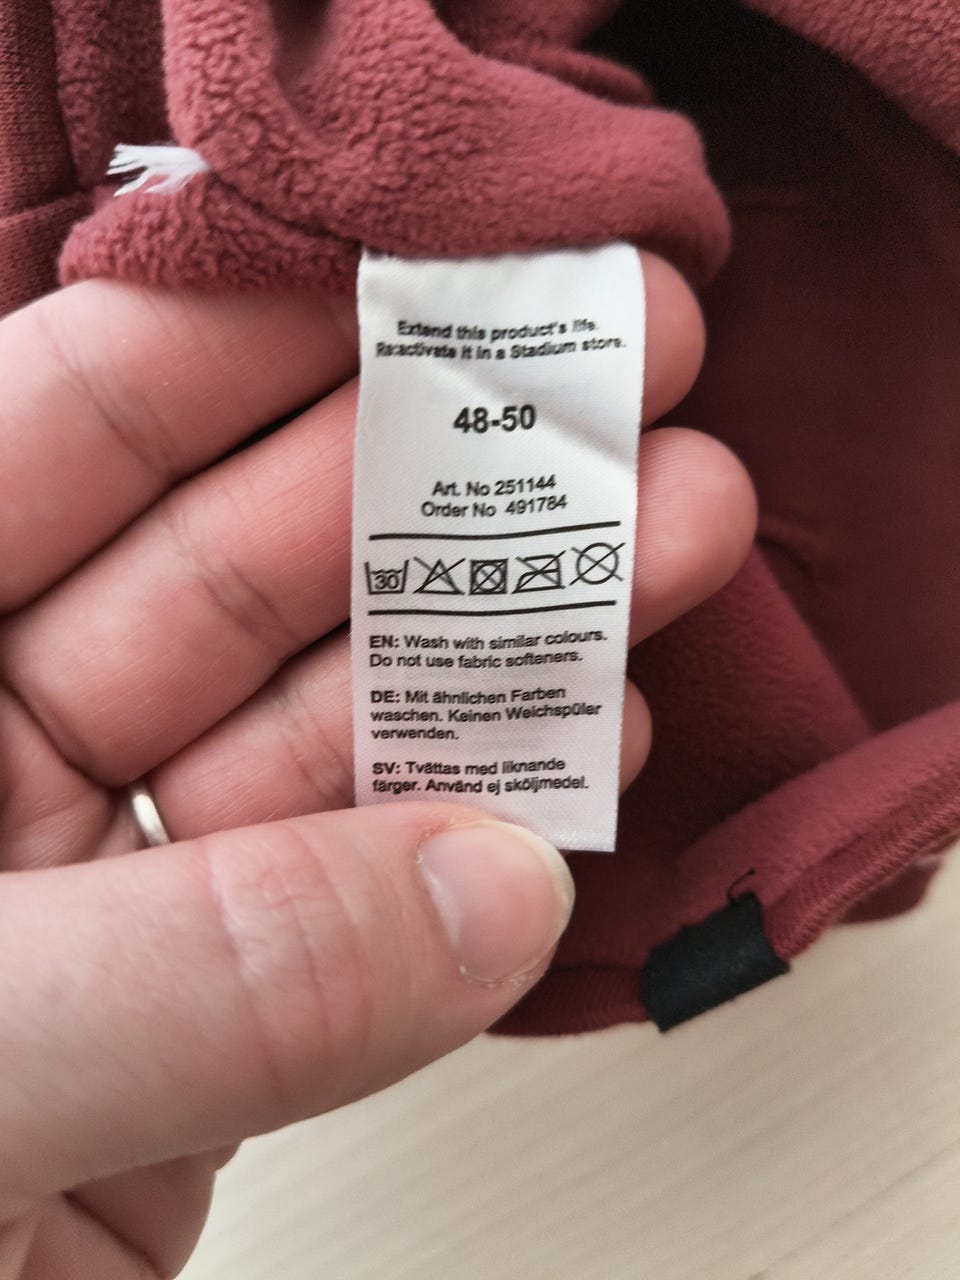 Extend this product's life.
Re:activate it in a Stadium store.
48-50
Art. No 251144
Order No 491784
30
EN: Wash with similar colours.
Do not use fabric softeners.
DE: Mit ähnlichen Farben
waschen. Keinen Weichspüler
verwenden.
SV: Tvättas med liknande
färger. Använd ej sköljmedel.